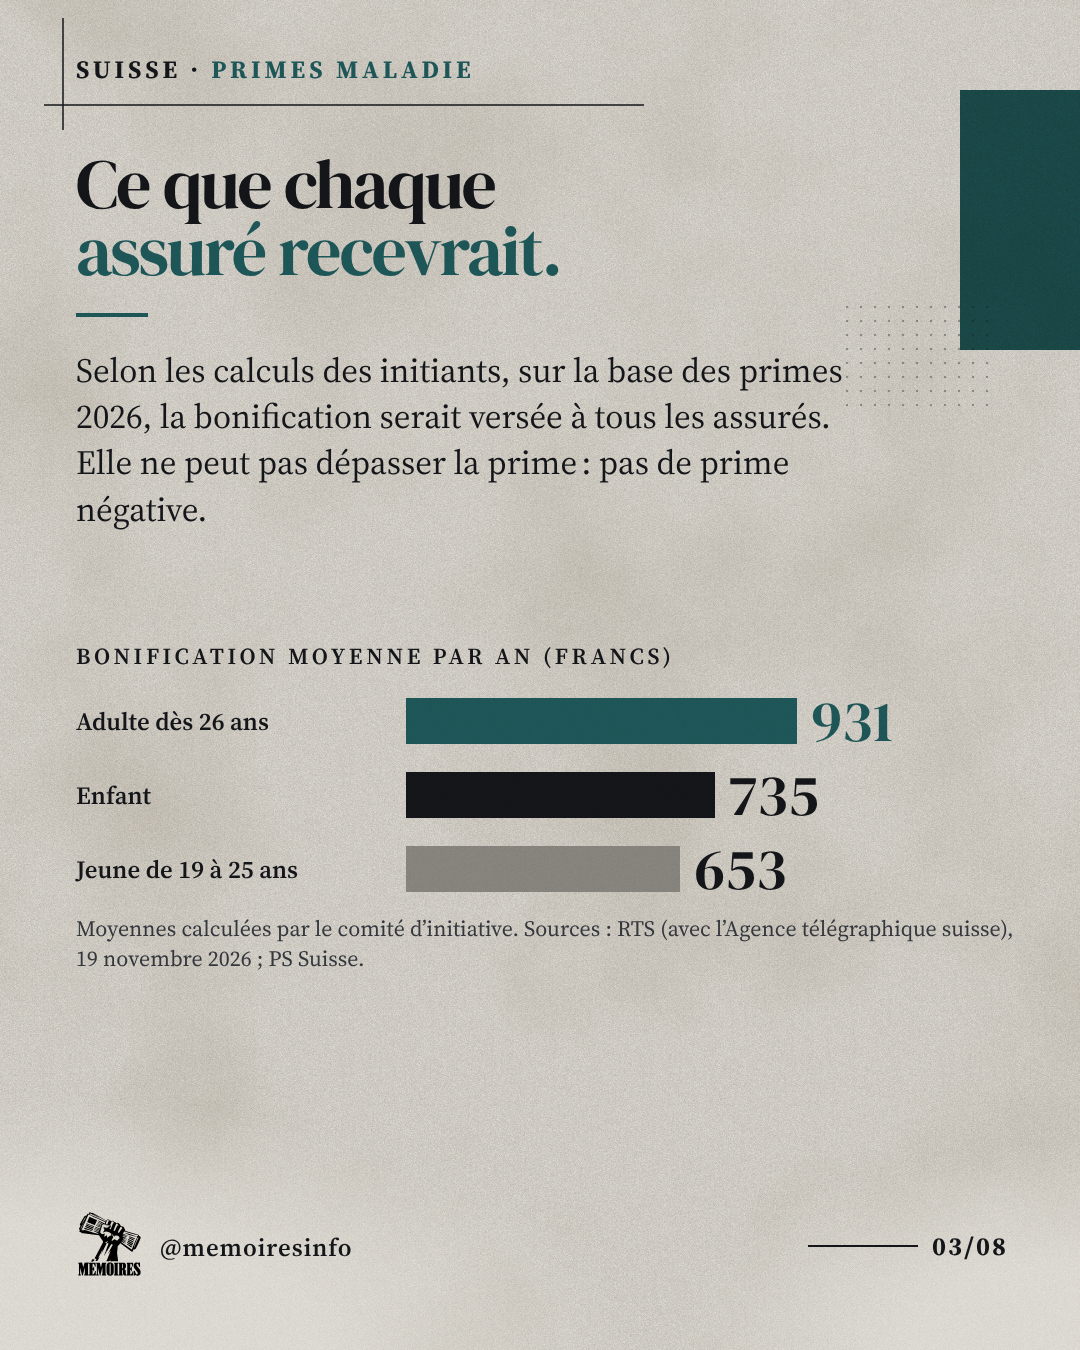 SUISSE · PRIMES MALADIE
Ce que chaque
assuré recevrait.
Selon les calculs des initiants, sur la base des primes
2026, la bonification serait versée à tous les assurés.
Elle ne peut pas dépasser la prime : pas de prime
négative.
BONIFICATION MOYENNE PAR AN (FRANCS)
Adulte dès 26 ans 931
Enfant 735
Jeune de 19 à 25 ans 653
Moyennes calculées par le comité d’initiative. Sources : RTS (avec l’Agence télégraphique suisse),
19 novembre 2026 ; PS Suisse.
MÉMOIRES
@memoiresinfo
03/08